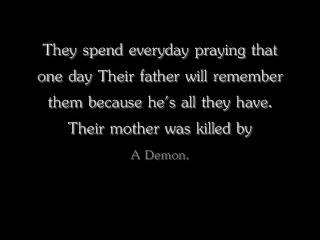 They spend everyday praying that
one day Their father will remember
them because he's all they have.
Their mother was killed by
A Demon.